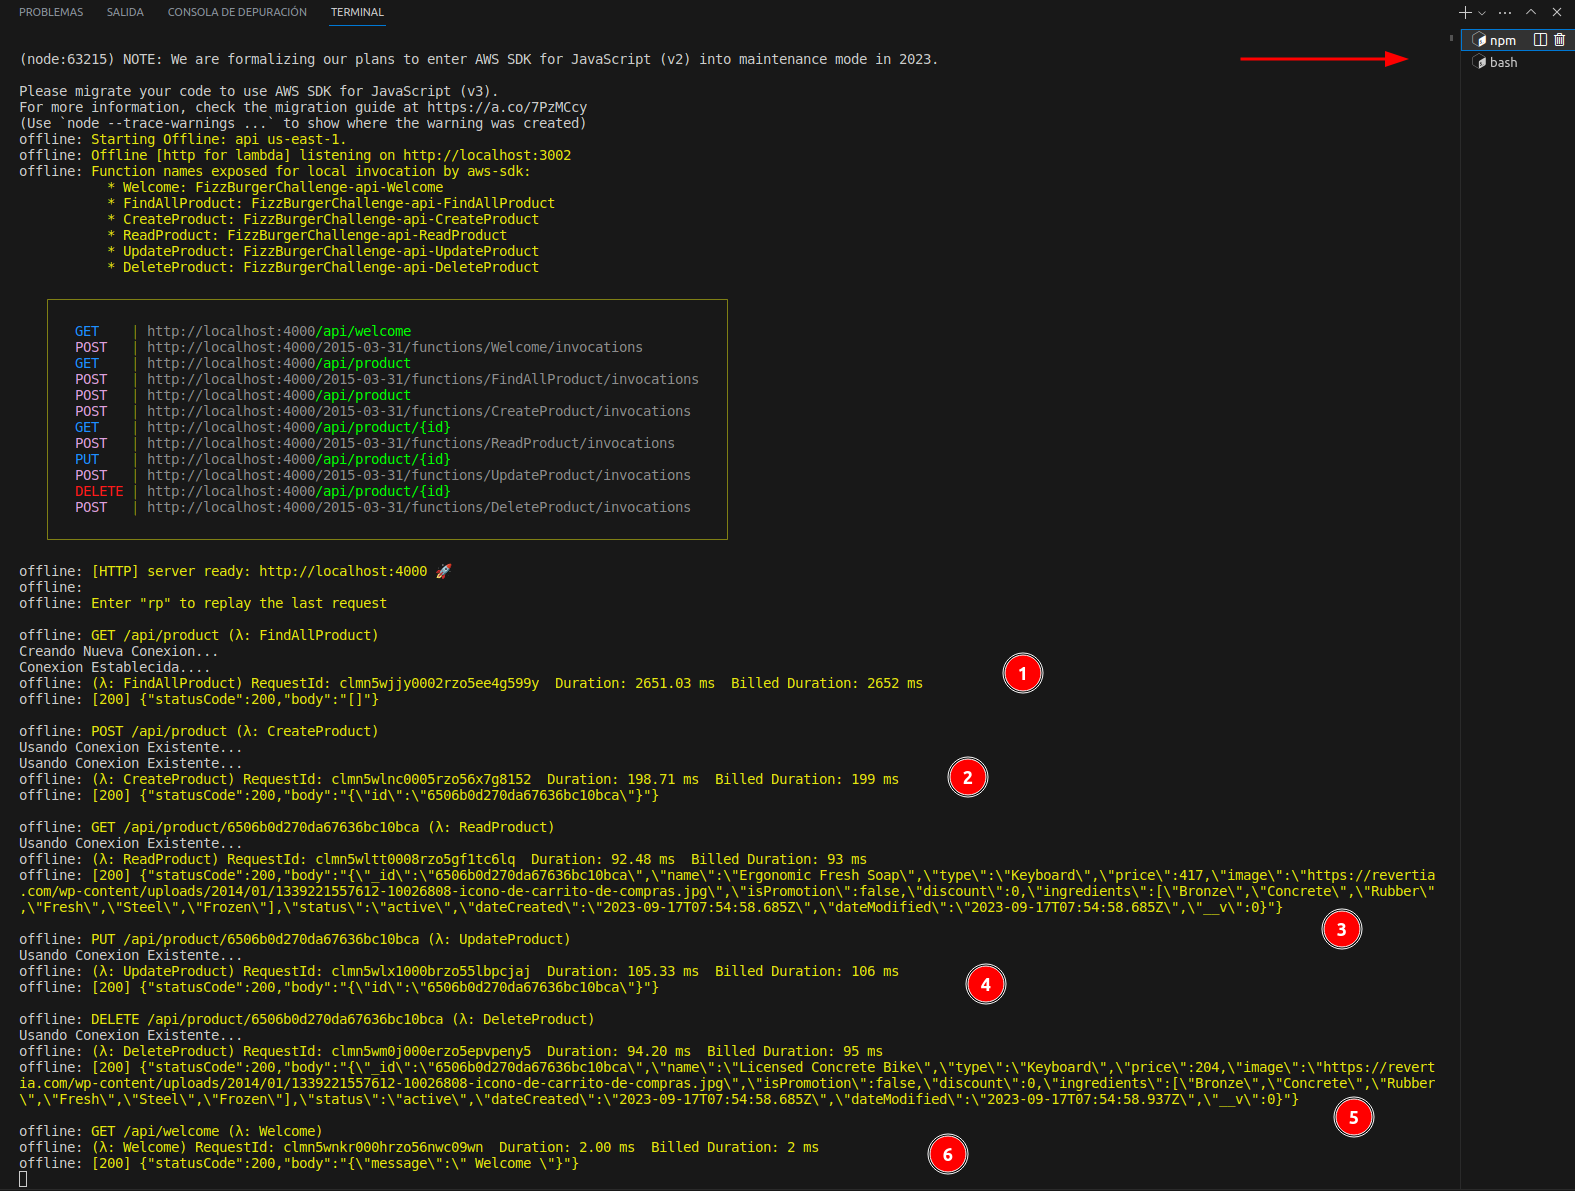 PROBLEMAS SALIDA CONSOLA DE DEPURACIÓN TERMINAL
npm
bash
(node:63215) NOTE: We are formalizing our plans to enter AWS SDK for JavaScript (v2) into maintenance mode in 2023.
Please migrate your code to use AWS SDK for JavaScript (v3).
For more information, check the migration guide at https://a.co/7PzMCcy
(Use `node --trace-warnings ...` to show where the warning was created)
offline: Starting Offline: api us-east-1.
offline: Offline [http for lambda] listening on http://localhost:3002
offline: Function names exposed for local invocation by aws-sdk:
* Welcome: FizzBurgerChallenge-api-Welcome
* FindAllProduct: FizzBurgerChallenge-api-FindAllProduct
* CreateProduct: FizzBurgerChallenge-api-CreateProduct
* ReadProduct: FizzBurgerChallenge-api-ReadProduct
* UpdateProduct: FizzBurgerChallenge-api-UpdateProduct
* DeleteProduct: FizzBurgerChallenge-api-DeleteProduct
GET | http://localhost:4000/api/welcome
POST | http://localhost:4000/2015-03-31/functions/Welcome/invocations
GET | http://localhost:4000/api/product
POST | http://localhost:4000/2015-03-31/functions/FindAllProduct/invocations
POST | http://localhost:4000/api/product
POST | http://localhost:4000/2015-03-31/functions/CreateProduct/invocations
GET | http://localhost:4000/api/product/{id}
POST | http://localhost:4000/2015-03-31/functions/ReadProduct/invocations
PUT | http://localhost:4000/api/product/{id}
POST | http://localhost:4000/2015-03-31/functions/UpdateProduct/invocations
DELETE | http://localhost:4000/api/product/{id}
POST | http://localhost:4000/2015-03-31/functions/DeleteProduct/invocations
offline: [HTTP] server ready: http://localhost:4000 🚀
offline:
offline: Enter "rp" to replay the last request
offline: GET /api/product (λ: FindAllProduct)
Creando Nueva Conexion...
Conexion Establecida....
offline: (λ: FindAllProduct) RequestId: clmn5wjjy0002rzo5ee4g599y Duration: 2651.03 ms Billed Duration: 2652 ms
1
offline: [200] {"statusCode":200,"body":"[]"}
offline: POST /api/product (λ: CreateProduct)
Usando Conexion Existente...
Usando Conexion Existente...
offline: (λ: CreateProduct) RequestId: clmn5wlnc0005rzo56x7g8152 Duration: 198.71 ms Billed Duration: 199 ms
2
offline: [200] {"statusCode":200,"body":"{\"id\":\"6506b0d270da67636bc10bca\"}"}
offline: GET /api/product/6506b0d270da67636bc10bca (λ: ReadProduct)
Usando Conexion Existente...
offline: (λ: ReadProduct) RequestId: clmn5wltt0008rzo5gf1tc6lq Duration: 92.48 ms Billed Duration: 93 ms
offline: [200] {"statusCode":200,"body":"{\"_id\":\"6506b0d270da67636bc10bca\",\"name\":\"Ergonomic Fresh Soap\",\"type\":\"Keyboard\",\"price\":417,\"image\":\"https://revertia
.com/wp-content/uploads/2014/01/1339221557612-10026808-icono-de-carrito-de-compras.jpg\",\"isPromotion\":false,\"discount\":0,\"ingredients\":[\"Bronze\",\"Concrete\",\"Rubber\"
,\"Fresh\",\"Steel\",\"Frozen\"],\"status\":\"active\",\"dateCreated\":\"2023-09-17T07:54:58.685Z\",\"dateModified\":\"2023-09-17T07:54:58.685Z\",\"__v\":0}"}
3
offline: PUT /api/product/6506b0d270da67636bc10bca (λ: UpdateProduct)
Usando Conexion Existente...
offline: (λ: UpdateProduct) RequestId: clmn5wlx1000brzo55lbpcjaj Duration: 105.33 ms Billed Duration: 106 ms
offline: [200] {"statusCode":200,"body":"{\"id\":\"6506b0d270da67636bc10bca\"}"}
4
offline: DELETE /api/product/6506b0d270da67636bc10bca (λ: DeleteProduct)
Usando Conexion Existente...
offline: (λ: DeleteProduct) RequestId: clmn5wm0j000erzo5epvpeny5 Duration: 94.20 ms Billed Duration: 95 ms
offline: [200] {"statusCode":200,"body":"{\"_id\":\"6506b0d270da67636bc10bca\",\"name\":\"Licensed Concrete Bike\",\"type\":\"Keyboard\",\"price\":204,\"image\":\"https://revert
ia.com/wp-content/uploads/2014/01/1339221557612-10026808-icono-de-carrito-de-compras.jpg\",\"isPromotion\":false,\"discount\":0,\"ingredients\":[\"Bronze\",\"Concrete\",\"Rubber
\",\"Fresh\",\"Steel\",\"Frozen\"],\"status\":\"active\",\"dateCreated\":\"2023-09-17T07:54:58.685Z\",\"dateModified\":\"2023-09-17T07:54:58.937Z\",\"__v\":0}"}
5
offline: GET /api/welcome (λ: Welcome)
offline: (λ: Welcome) RequestId: clmn5wnkr000hrzo56nwc09wn Duration: 2.00 ms Billed Duration: 2 ms
6
offline: [200] {"statusCode":200,"body":"{\"message\":\" Welcome \"}"}